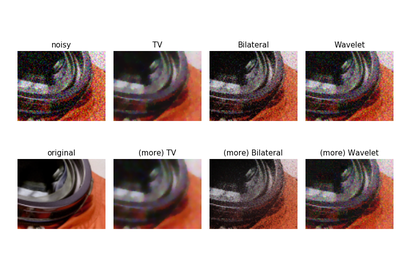 noisy TV Bilateral Wavelet
original (more) TV (more) Bilateral (more) Wavelet